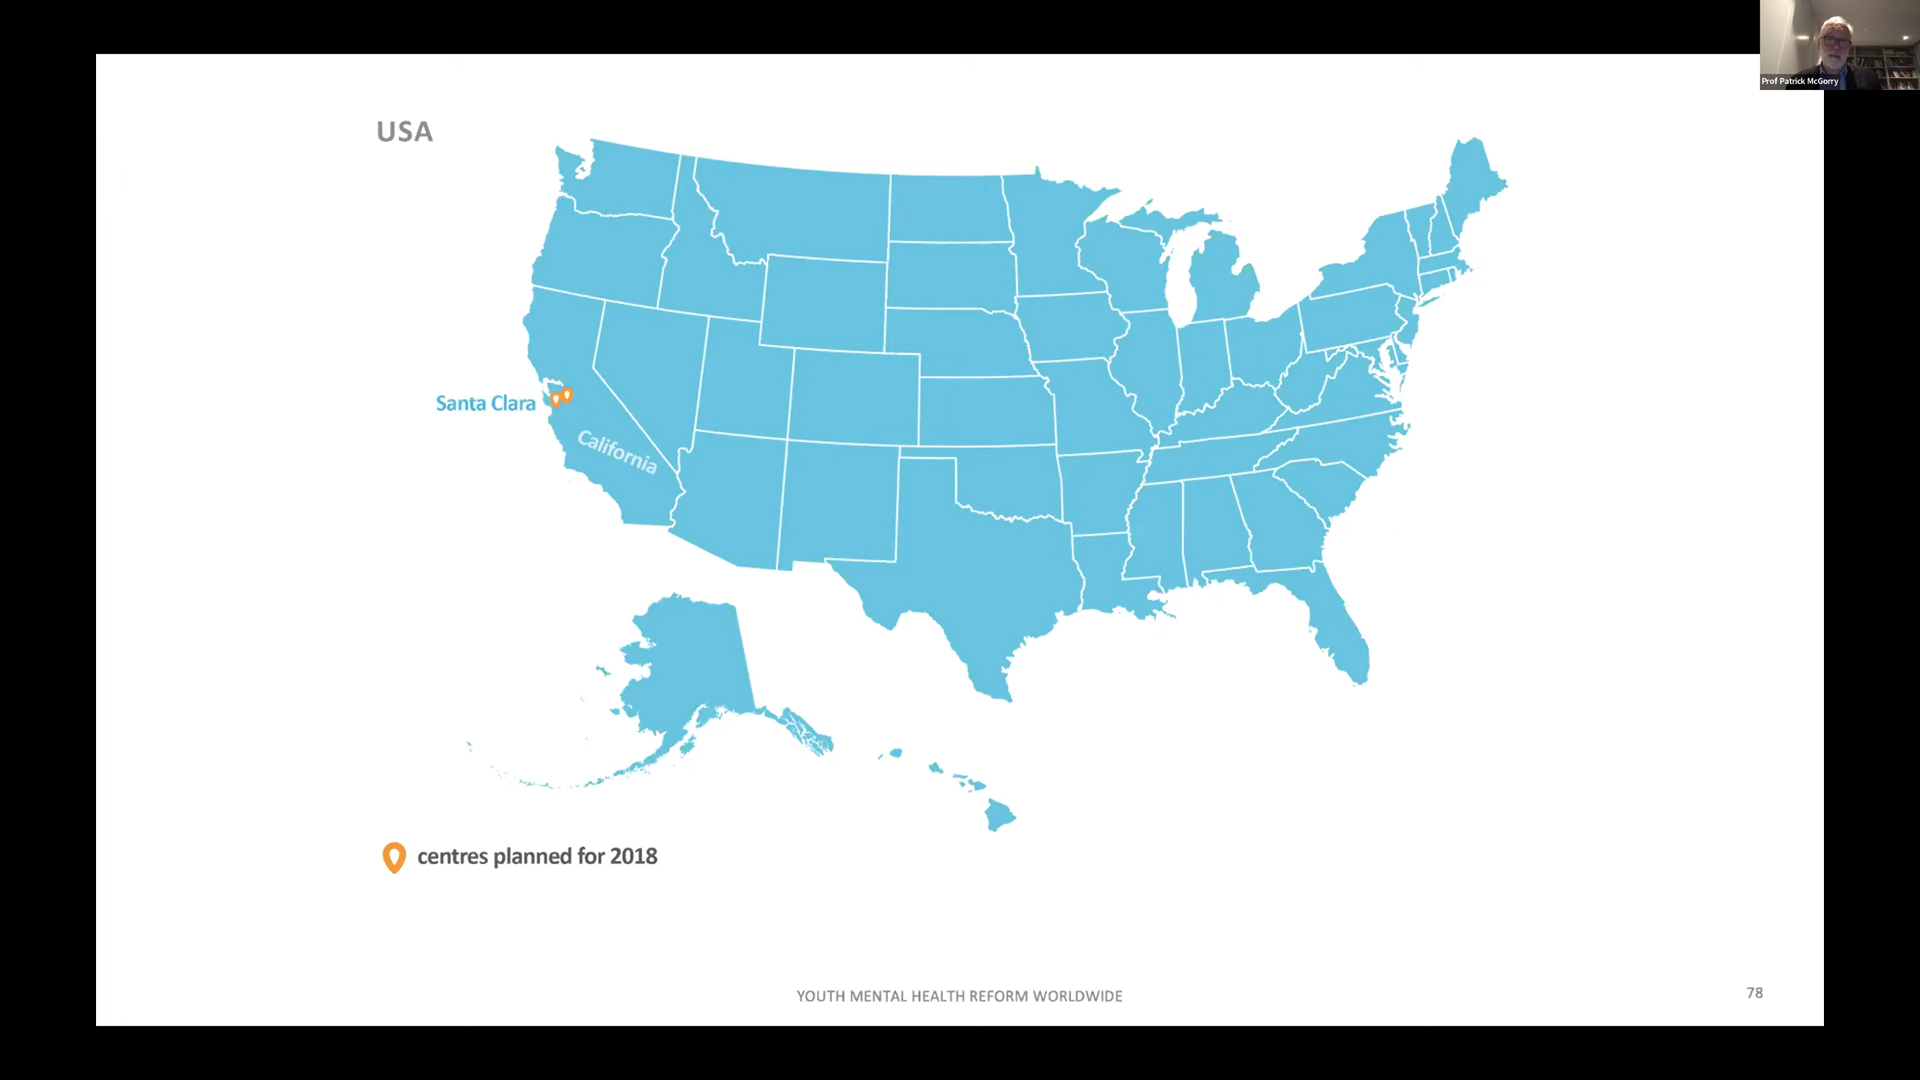 Prof Patrick McGorry
USA
Santa Clara
California
centres planned for 2018
YOUTH MENTAL HEALTH REFORM WORLDWIDE
78